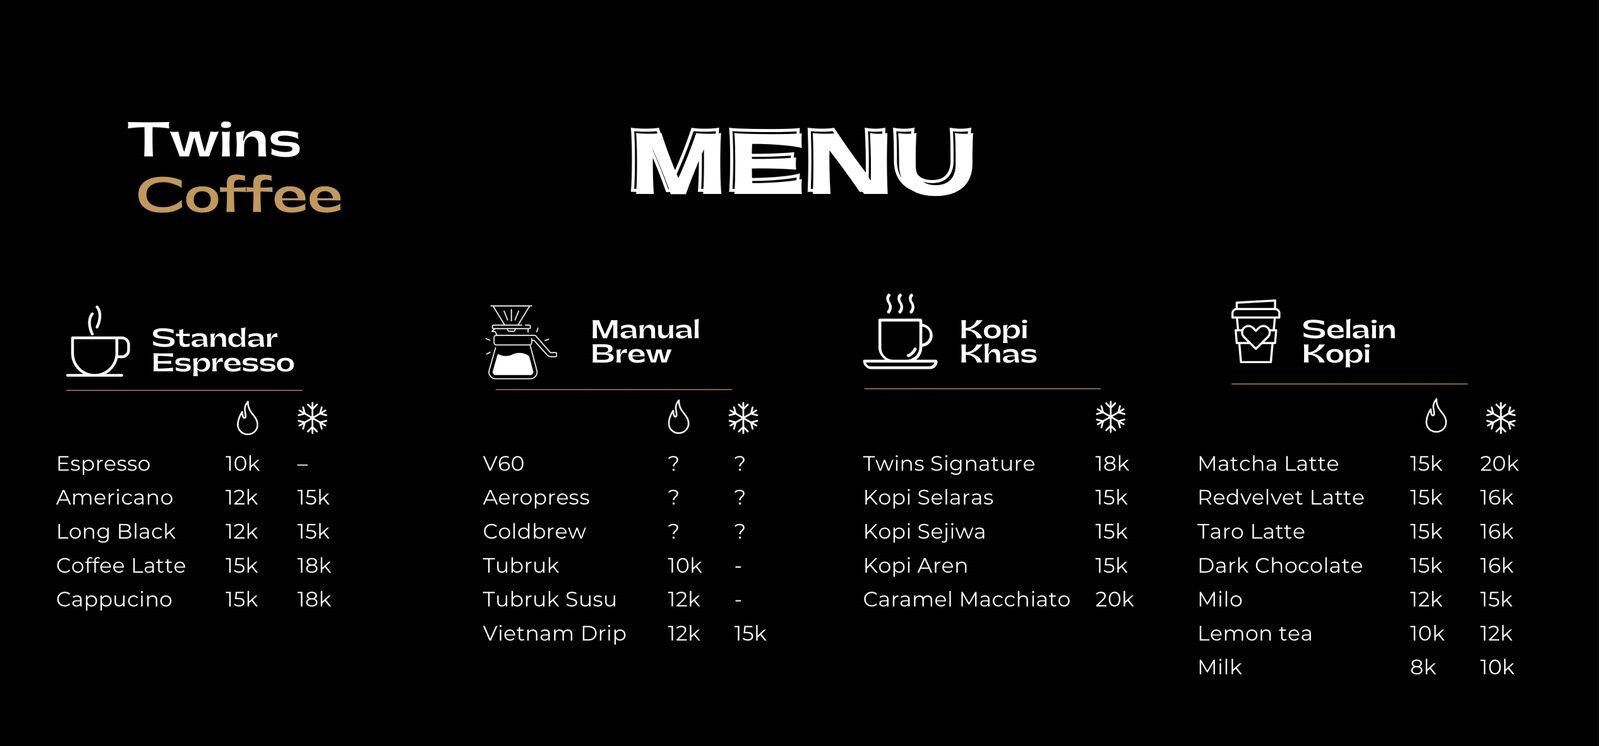 Twins
Coffee
MENU
Standar
Espresso
Espresso 10k –
Americano 12k 15k
Long Black 12k 15k
Coffee Latte 15k 18k
Cappucino 15k 18k
Manual
Brew
V60 ? ?
Aeropress ? ?
Coldbrew ? ?
Tubruk 10k -
Tubruk Susu 12k -
Vietnam Drip 12k 15k
Kopi
Khas
Twins Signature 18k
Kopi Selaras 15k
Kopi Sejiwa 15k
Kopi Aren 15k
Caramel Macchiato 20k
Selain
Kopi
Matcha Latte 15k 20k
Redvelvet Latte 15k 16k
Taro Latte 15k 16k
Dark Chocolate 15k 16k
Milo 12k 15k
Lemon tea 10k 12k
Milk 8k 10k